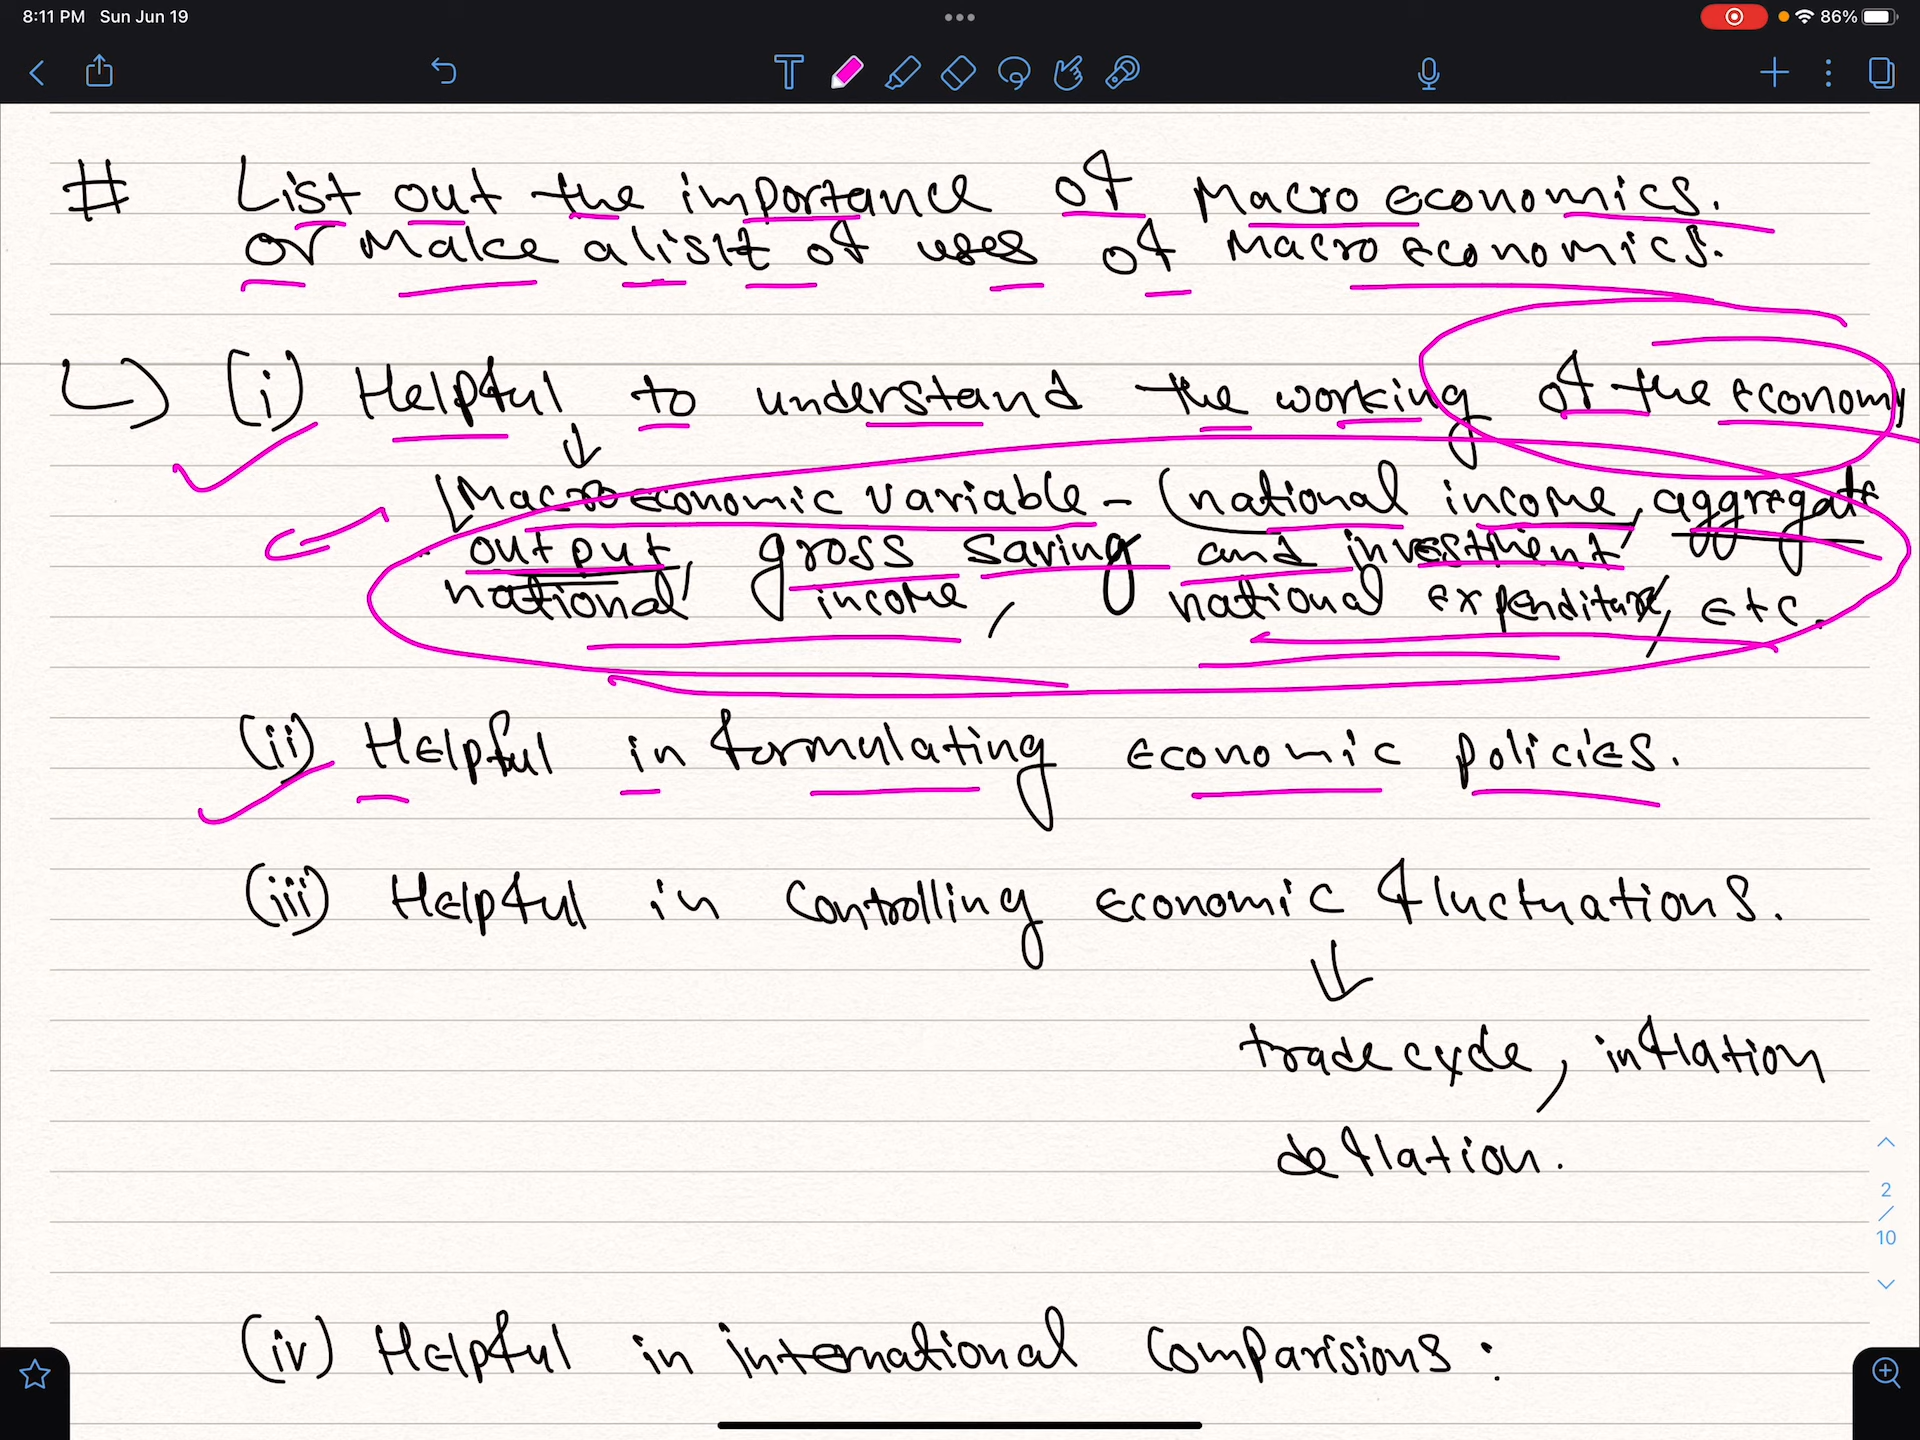 8:11 PM Sun Jun 19
86%
# List out the importance of Macro economics.
or Make a lisit of uses of Macro economics.
(i) Helpful to understand the working of the economy
[Macroeconomic variable - (national income, aggregate
output, gross saving and investment,
national income, national expenditure, etc.
(ii) Helpful in formulating economic policies.
(iii) Helpful in controlling economic fluctuations.
trade cycle, inflation
deflation.
2
/
10
(iv) Helpful in international comparisions: